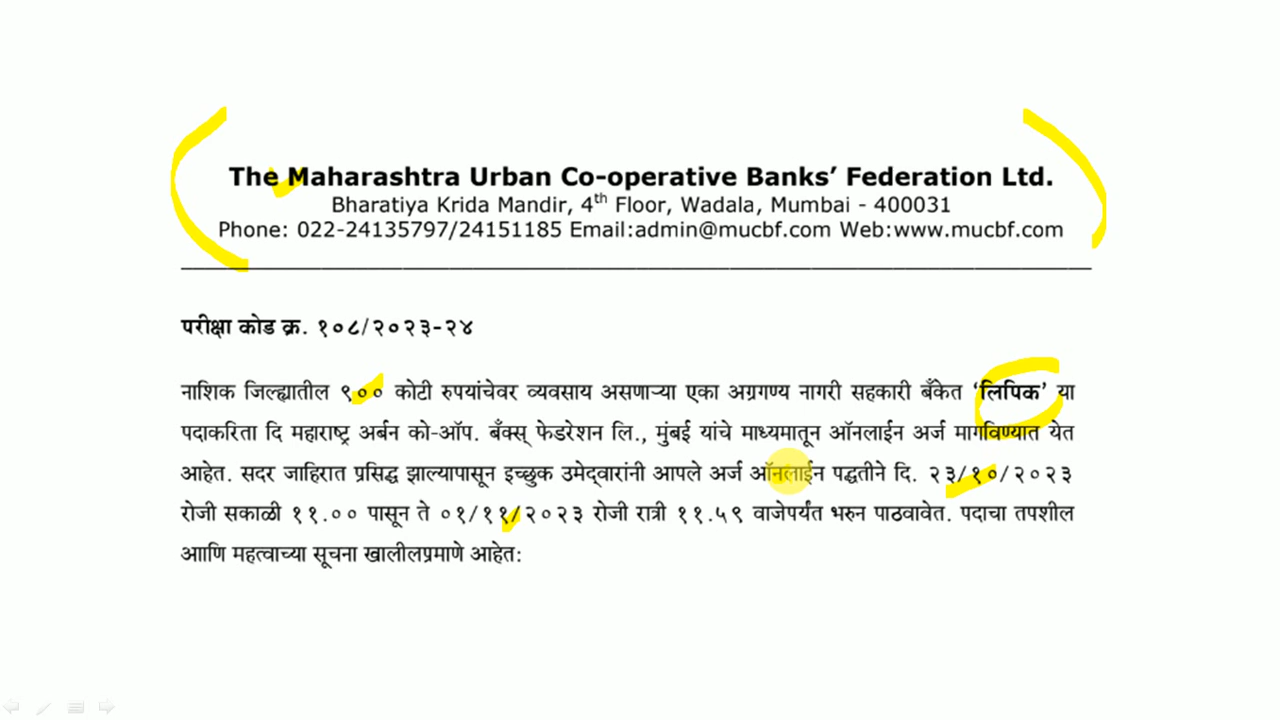 The Maharashtra Urban Co-operative Banks’ Federation Ltd.
Bharatiya Krida Mandir, 4th Floor, Wadala, Mumbai - 400031
Phone: 022-24135797/24151185 Email:admin@mucbf.com Web:www.mucbf.com
परीक्षा कोड क्र. १०८/२०२३-२४
नाशिक जिल्ह्यातील ९०० कोटी रुपयांचेवर व्यवसाय असणाऱ्या एका अग्रगण्य नागरी सहकारी बँकेत ‘लिपिक’ या
पदाकरिता दि महाराष्ट्र अर्बन को-ऑप. बँक्स् फेडरेशन लि., मुंबई यांचे माध्यमातून ऑनलाईन अर्ज मागविण्यात येत
आहेत. सदर जाहिरात प्रसिद्ध झाल्यापासून इच्छुक उमेद्वारांनी आपले अर्ज ऑनलाईन पद्धतीने दि. २३/१०/२०२३
रोजी सकाळी ११.०० पासून ते ०१/११/२०२३ रोजी रात्री ११.५९ वाजेपर्यंत भरुन पाठवावेत. पदाचा तपशील
आाणि महत्वाच्या सूचना खालीलप्रमाणे आहेत: